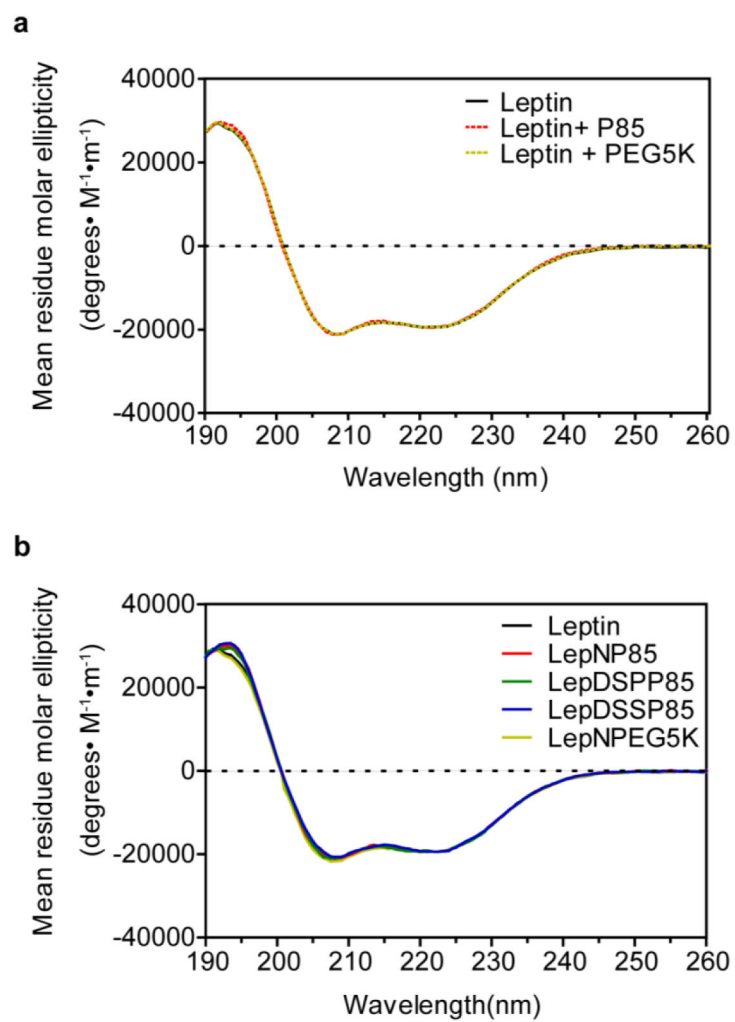 a
Mean residue molar ellipticity
(degrees• M⁻¹•m⁻¹)
40000
20000
0
-20000
-40000
Leptin
Leptin+ P85
Leptin + PEG5K
190 200 210 220 230 240 250 260
Wavelength (nm)
b
Mean residue molar ellipticity
(degrees• M⁻¹•m⁻¹)
40000
20000
0
-20000
-40000
Leptin
LepNP85
LepDSPP85
LepDSSP85
LepNPEG5K
190 200 210 220 230 240 250 260
Wavelength(nm)